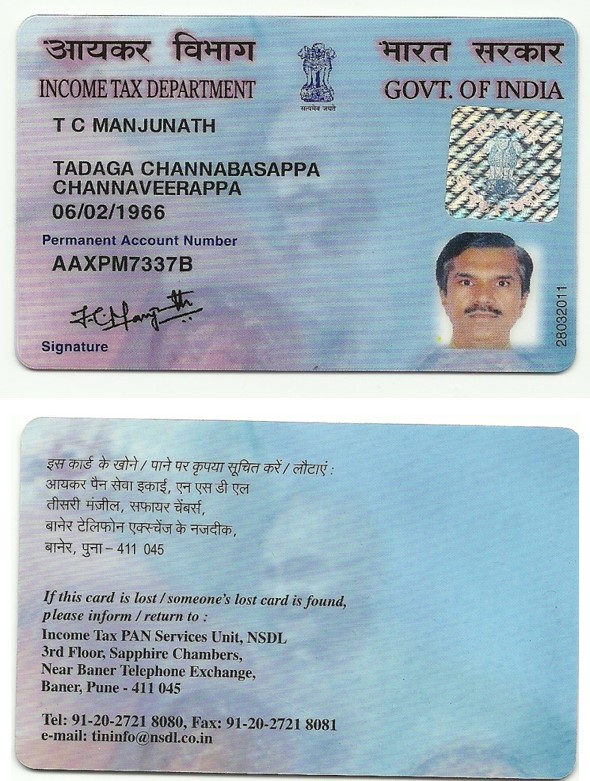 आयकर विभाग
भारत सरकार
INCOME TAX DEPARTMENT
सत्यमेव जयते
GOVT. OF INDIA
T C MANJUNATH
TADAGA CHANNABASAPPA
CHANNAVEERAPPA
06/02/1966
Permanent Account Number
AAXPM7337B
Signature
28032011
इस कार्ड के खोने / पाने पर कृपया सूचित करें / लौटाएं :
आयकर पैन सेवा इकाई, एन एस डी एल
तीसरी मंजील, सफायर चेंबर्स,
बानेर टेलिफोन एक्स्चेंज के नजदीक,
बानेर, पुना – 411 045
If this card is lost / someone's lost card is found,
please inform / return to :
Income Tax PAN Services Unit, NSDL
3rd Floor, Sapphire Chambers,
Near Baner Telephone Exchange,
Baner, Pune - 411 045
Tel: 91-20-2721 8080, Fax: 91-20-2721 8081
e-mail: tininfo@nsdl.co.in